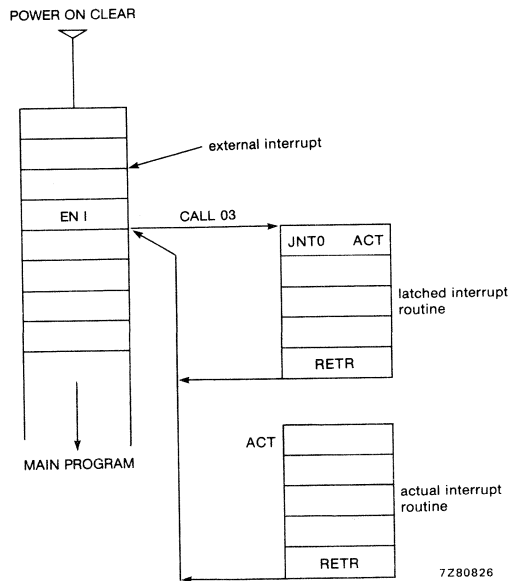 POWER ON CLEAR
external interrupt
EN I
CALL 03
JNT0 ACT
latched interrupt
routine
RETR
MAIN PROGRAM
ACT
actual interrupt
routine
RETR
7Z80826